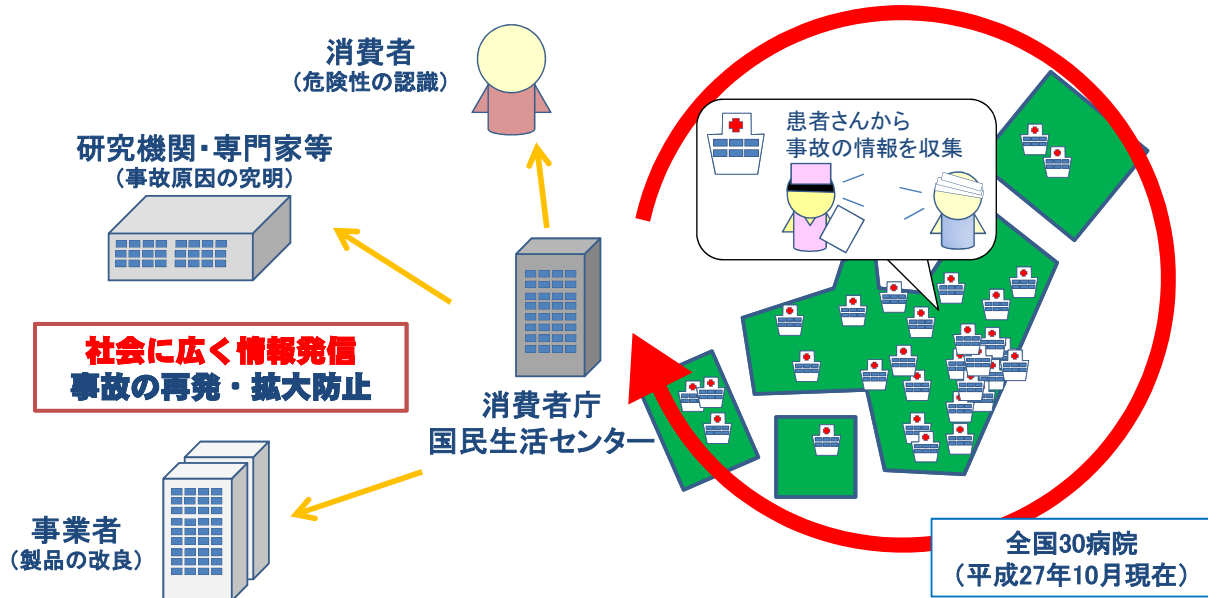 消費者
（危険性の認識）
患者さんから
事故の情報を収集
研究機関・専門家等
（事故原因の究明）
社会に広く情報発信
事故の再発・拡大防止
消費者庁
国民生活センター
事業者
（製品の改良）
全国30病院
（平成27年10月現在）